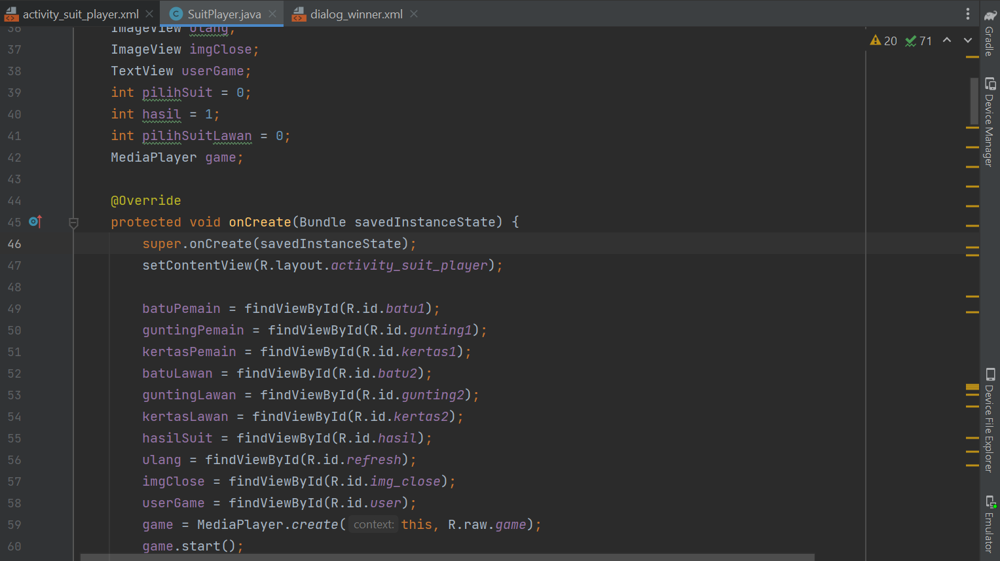 activity_suit_player.xml
SuitPlayer.java
dialog_winner.xml
20 71
36 ImageView ulang;
37 ImageView imgClose;
38 TextView userGame;
39 int pilihSuit = 0;
40 int hasil = 1;
41 int pilihSuitLawan = 0;
42 MediaPlayer game;
43
44 @Override
45 protected void onCreate(Bundle savedInstanceState) {
46 super.onCreate(savedInstanceState);
47 setContentView(R.layout.activity_suit_player);
48
49 batuPemain = findViewById(R.id.batu1);
50 guntingPemain = findViewById(R.id.gunting1);
51 kertasPemain = findViewById(R.id.kertas1);
52 batuLawan = findViewById(R.id.batu2);
53 guntingLawan = findViewById(R.id.gunting2);
54 kertasLawan = findViewById(R.id.kertas2);
55 hasilSuit = findViewById(R.id.hasil);
56 ulang = findViewById(R.id.refresh);
57 imgClose = findViewById(R.id.img_close);
58 userGame = findViewById(R.id.user);
59 game = MediaPlayer.create( context: this, R.raw.game);
60 game.start();
Gradle
Device Manager
Device File Explorer
Emulator